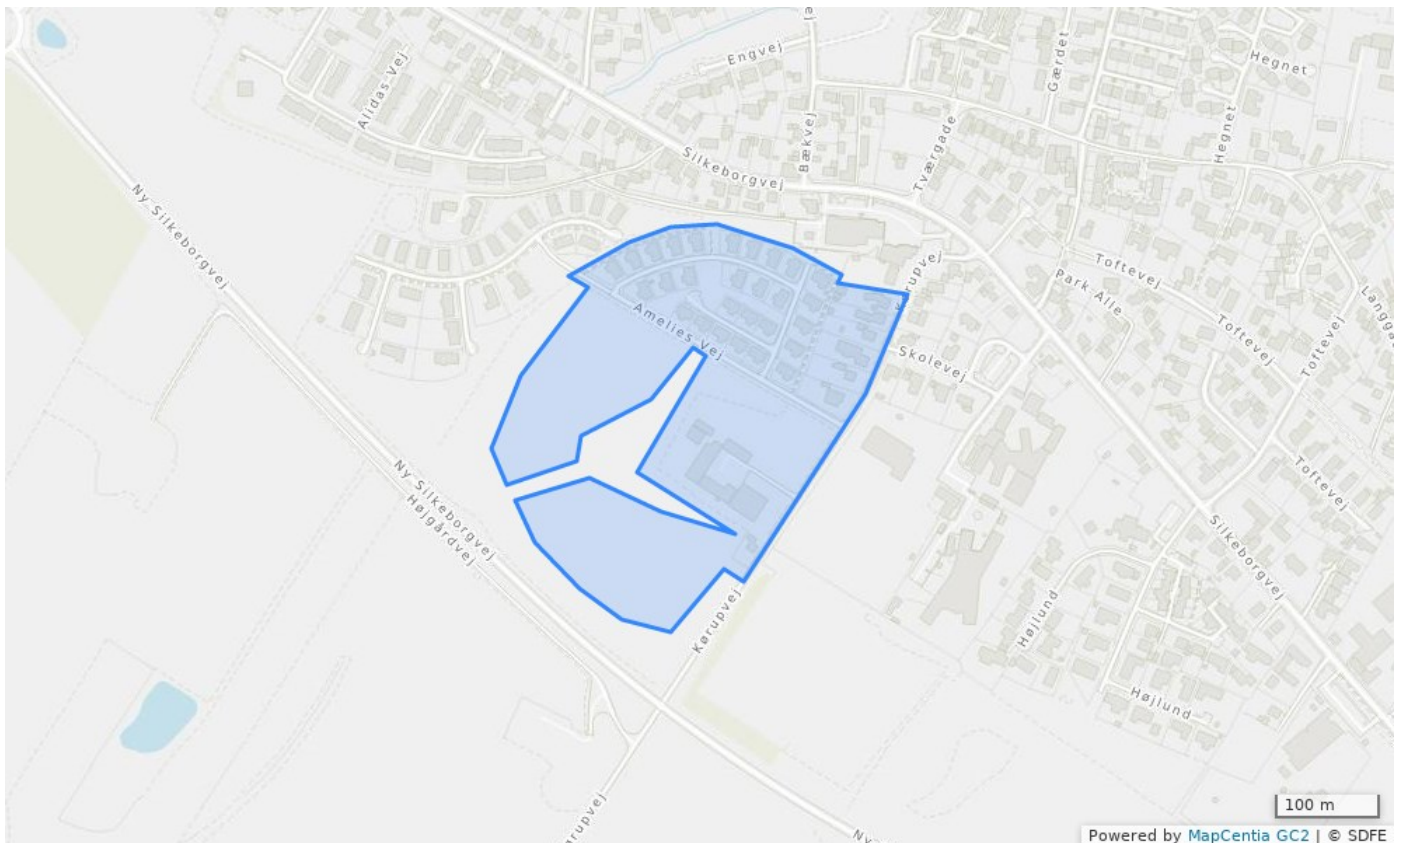 Engvej
Hegnet
Gærdet
Alidas Vej
Bækvej
Hegnet
Tværgade
Silkeborgvej
Ny Silkeborgvej
Toftevej
Park Alle
Amelies Vej
Skolevej
Toftevej
Toftevej
Toftevej
Ny Silkeborgvej
Højgårdvej
Silkeborgvej
Højlund
Kørupvej
Højlund
100 m
Powered by MapCentia GC2 | © SDFE